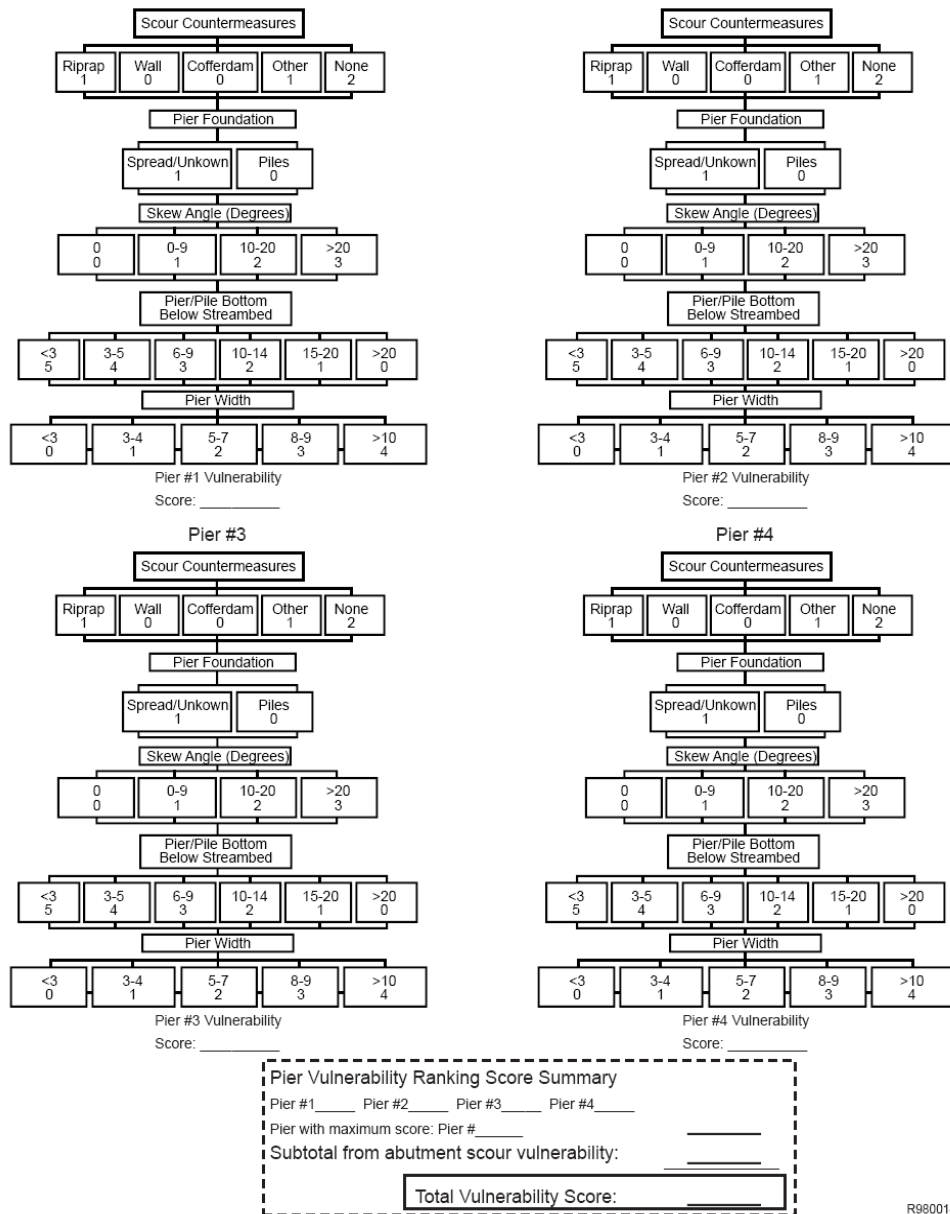 Scour Countermeasures
Riprap Wall Cofferdam Other None
1 0 0 1 2
Pier Foundation
Spread/Unkown Piles
1 0
Skew Angle (Degrees)
0 0-9 10-20 >20
0 1 2 3
Pier/Pile Bottom
Below Streambed
<3 3-5 6-9 10-14 15-20 >20
5 4 3 2 1 0
Pier Width
<3 3-4 5-7 8-9 >10
0 1 2 3 4
Pier #1 Vulnerability
Score: __________
Scour Countermeasures
Riprap Wall Cofferdam Other None
1 0 0 1 2
Pier Foundation
Spread/Unkown Piles
1 0
Skew Angle (Degrees)
0 0-9 10-20 >20
0 1 2 3
Pier/Pile Bottom
Below Streambed
<3 3-5 6-9 10-14 15-20 >20
5 4 3 2 1 0
Pier Width
<3 3-4 5-7 8-9 >10
0 1 2 3 4
Pier #2 Vulnerability
Score: __________
Pier #3
Scour Countermeasures
Riprap Wall Cofferdam Other None
1 0 0 1 2
Pier Foundation
Spread/Unkown Piles
1 0
Skew Angle (Degrees)
0 0-9 10-20 >20
0 1 2 3
Pier/Pile Bottom
Below Streambed
<3 3-5 6-9 10-14 15-20 >20
5 4 3 2 1 0
Pier Width
<3 3-4 5-7 8-9 >10
0 1 2 3 4
Pier #3 Vulnerability
Score: __________
Pier #4
Scour Countermeasures
Riprap Wall Cofferdam Other None
1 0 0 1 2
Pier Foundation
Spread/Unkown Piles
1 0
Skew Angle (Degrees)
0 0-9 10-20 >20
0 1 2 3
Pier/Pile Bottom
Below Streambed
<3 3-5 6-9 10-14 15-20 >20
5 4 3 2 1 0
Pier Width
<3 3-4 5-7 8-9 >10
0 1 2 3 4
Pier #4 Vulnerability
Score: __________
Pier Vulnerability Ranking Score Summary
Pier #1_____ Pier #2_____ Pier #3_____ Pier #4_____
Pier with maximum score: Pier #______ ______
Subtotal from abutment scour vulnerability: ______
Total Vulnerability Score: ______
R98001